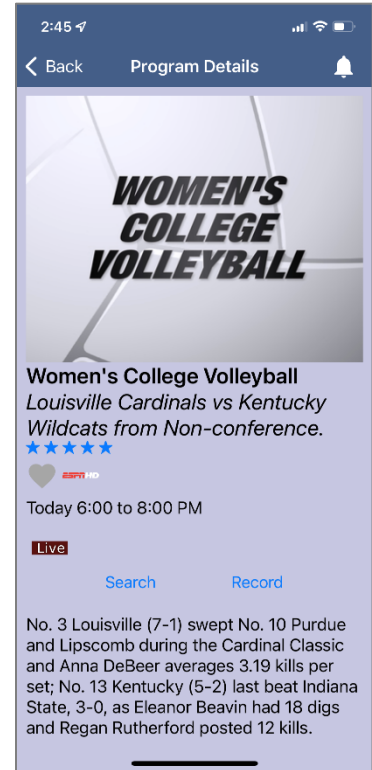 2:45
Back Program Details
WOMEN'S
COLLEGE
VOLLEYBALL
Women's College Volleyball
Louisville Cardinals vs Kentucky
Wildcats from Non-conference.
ESPN HD
Today 6:00 to 8:00 PM
Live
Search Record
No. 3 Louisville (7-1) swept No. 10 Purdue
and Lipscomb during the Cardinal Classic
and Anna DeBeer averages 3.19 kills per
set; No. 13 Kentucky (5-2) last beat Indiana
State, 3-0, as Eleanor Beavin had 18 digs
and Regan Rutherford posted 12 kills.